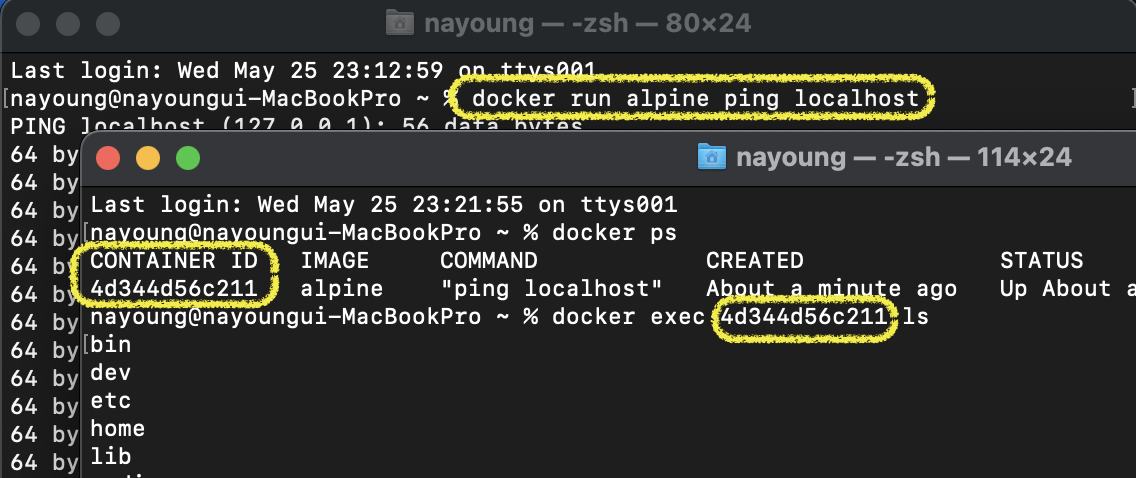 nayoung — -zsh — 80×24
Last login: Wed May 25 23:12:59 on ttys001
nayoung@nayoungui-MacBookPro ~ % docker run alpine ping localhost
PING localhost (127.0.0.1): 56 data bytes
64 by
64 by
64 by
64 by
64 by
64 by
64 by
64 by
64 by
64 by
64 by
64 by
nayoung — -zsh — 114×24
Last login: Wed May 25 23:21:55 on ttys001
nayoung@nayoungui-MacBookPro ~ % docker ps
CONTAINER ID IMAGE COMMAND CREATED STATUS
4d344d56c211 alpine "ping localhost" About a minute ago Up About a
nayoung@nayoungui-MacBookPro ~ % docker exec 4d344d56c211 ls
bin
dev
etc
home
lib